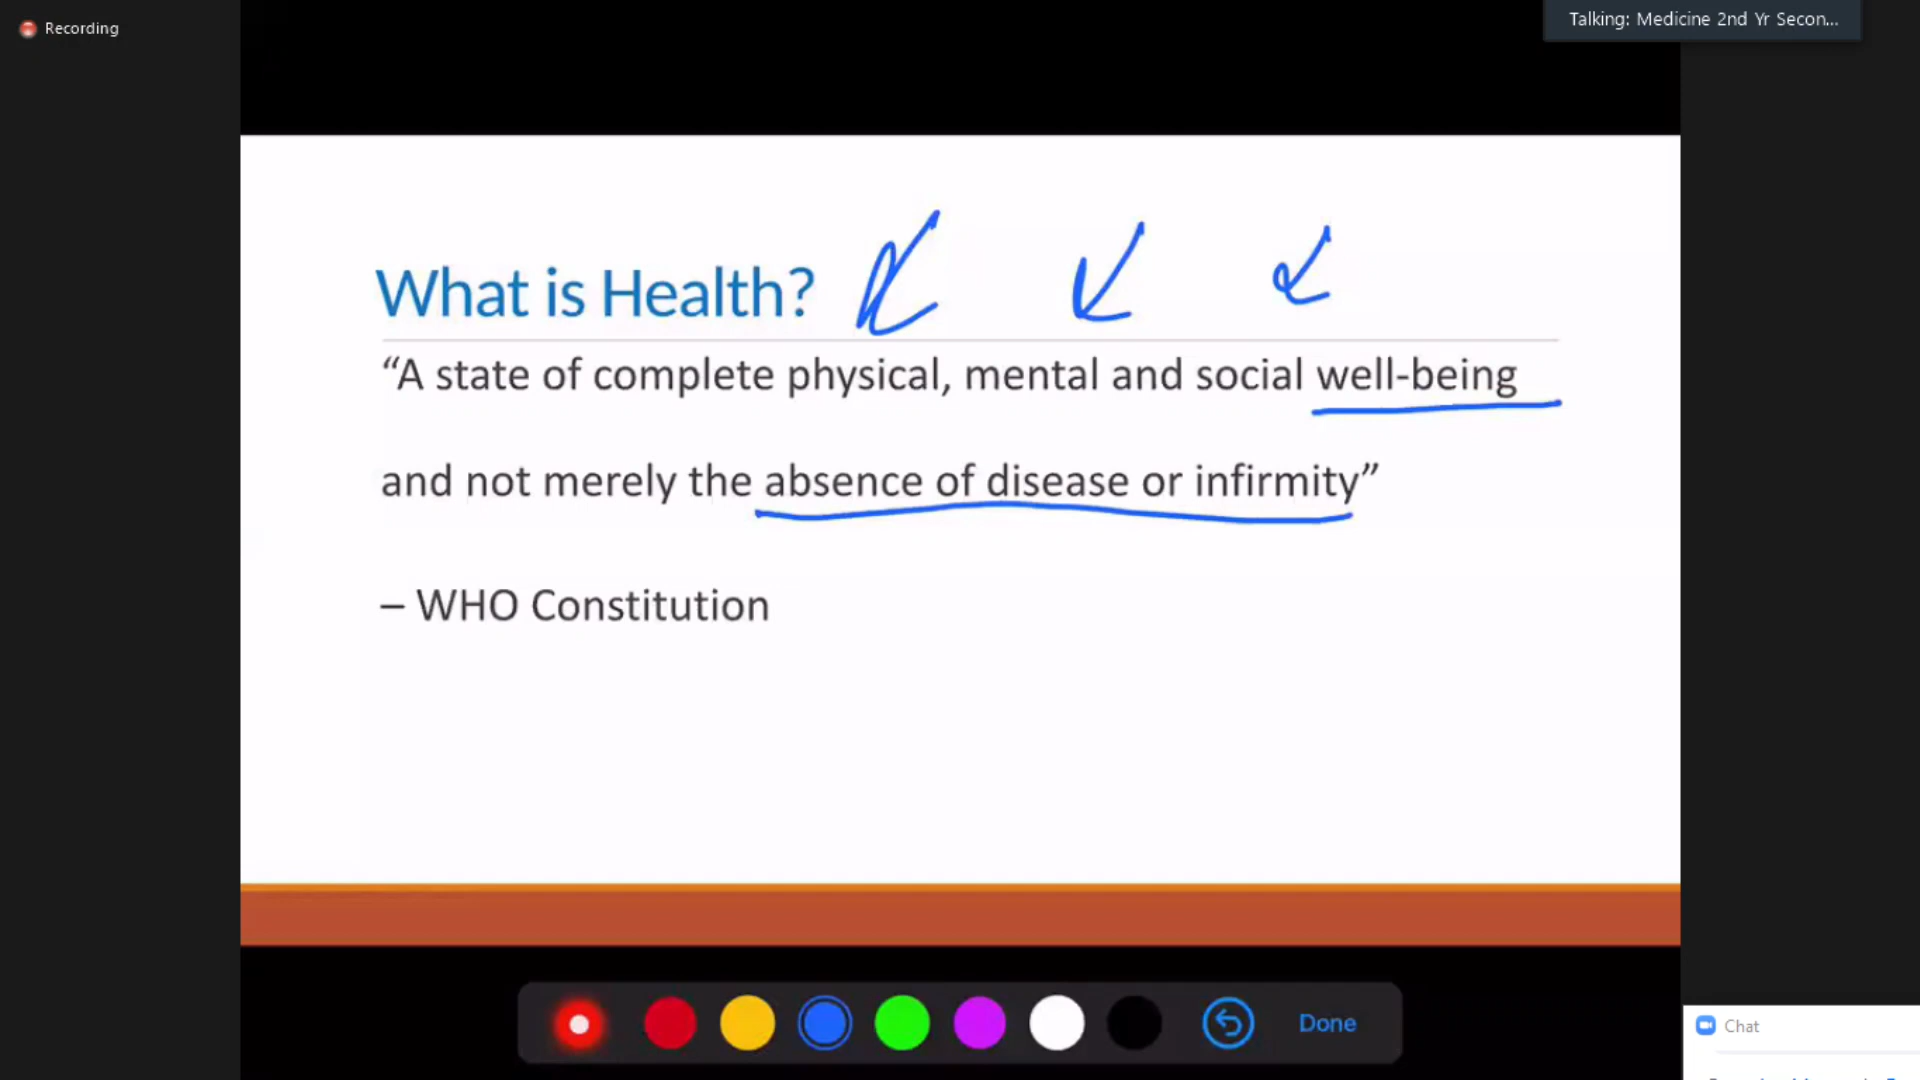 Recording
Talking: Medicine 2nd Yr Secon...
What is Health?
“A state of complete physical, mental and social well-being
and not merely the absence of disease or infirmity”
– WHO Constitution
Done
Chat